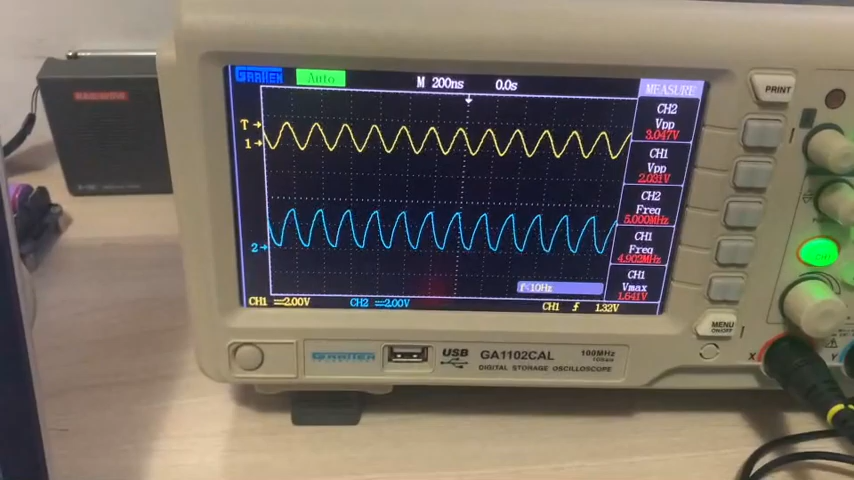 GRATTEN
Auto
M 200ns
0.0s
MEASURE
CH2
Vpp
3.047V
CH1
Vpp
2.031V
CH2
Freq
5.000MHz
CH1
Freq
4.902MHz
CH1
Vmax
1.641V
T
1
2
f<10Hz
CH1 2.00V
CH2 2.00V
CH1 1.32V
PRINT
MENU
ON/OFF
CH1
GRATTEN
USB
GA1102CAL
DIGITAL STORAGE OSCILLOSCOPE
100MHz
X
Y